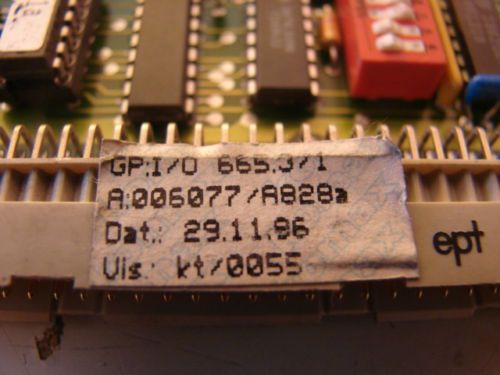 GP:I/O 665.3/1
A:006077/A828a
Dat.: 29.11.96
Vis.: kt/0055
ept